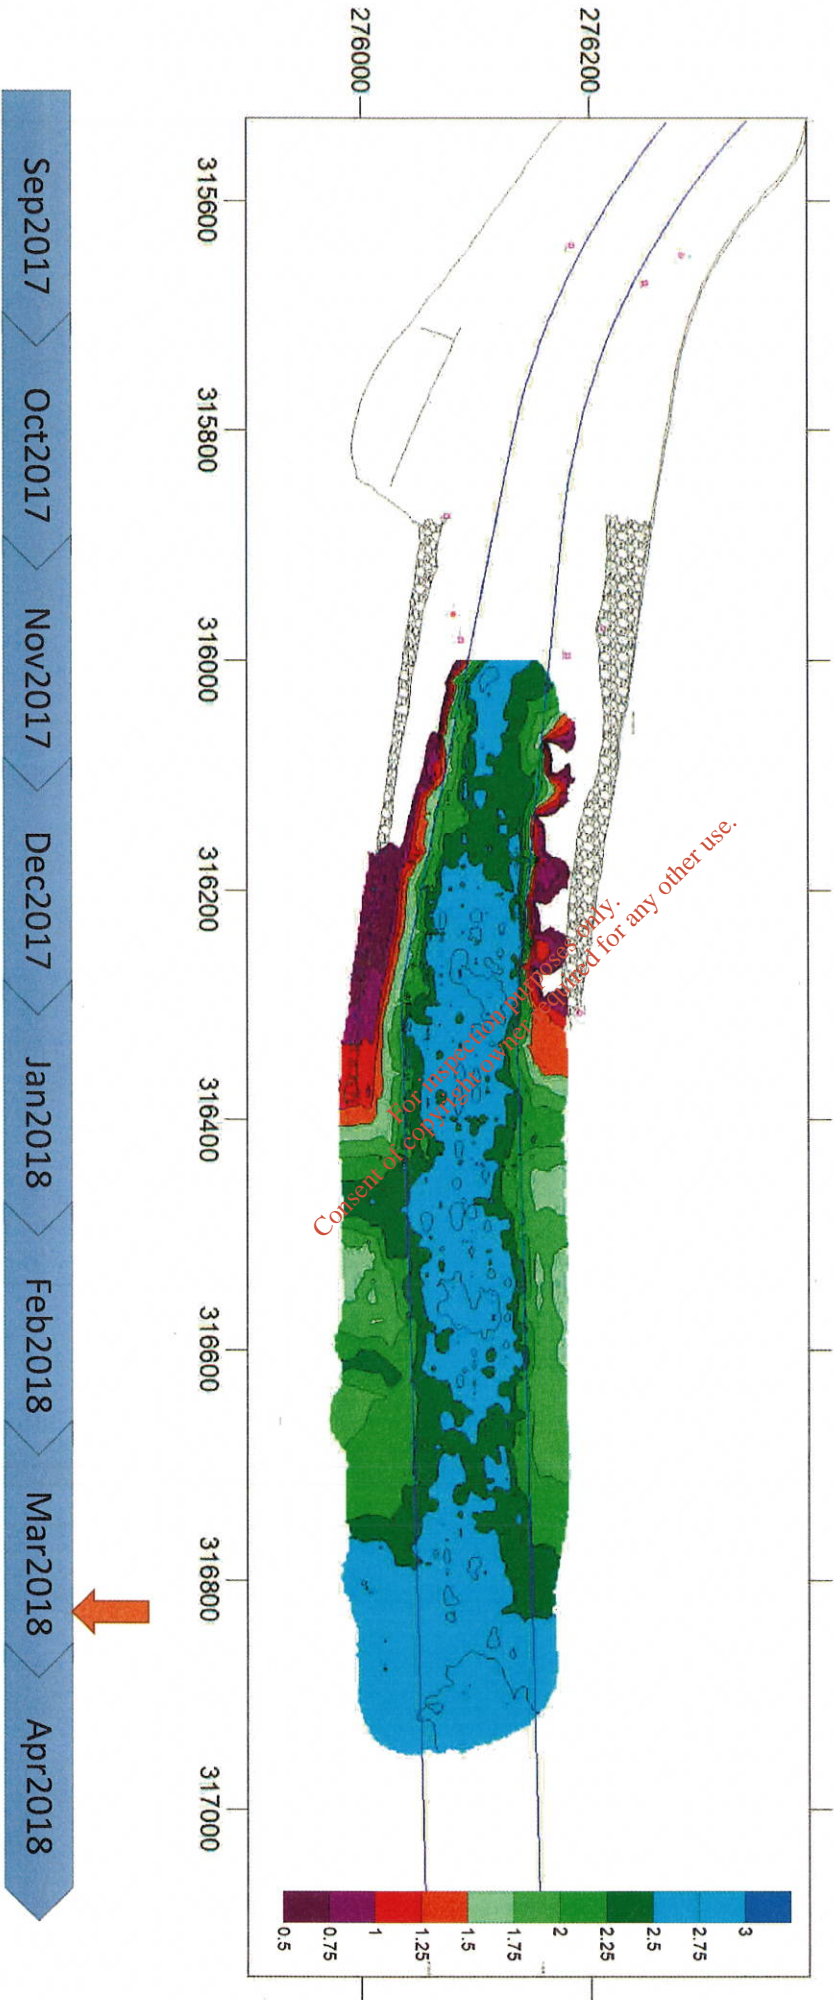 276200
276000
315600
315800
316000
316200
316400
316600
316800
317000
3
2.75
2.5
2.25
2
1.75
1.5
1.25
1
0.75
0.5
For inspection purposes only.
Consent of copyright owner required for any other use.
Sep2017
Oct2017
Nov2017
Dec2017
Jan2018
Feb2018
Mar2018
Apr2018